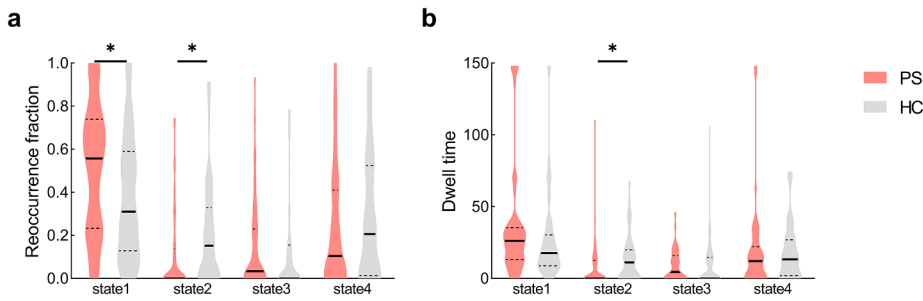 a
b
* *
*
Reoccurrence fraction
1.0
0.8
0.6
0.4
0.2
0.0
state1 state2 state3 state4
Dwell time
150
100
50
0
state1 state2 state3 state4
PS
HC